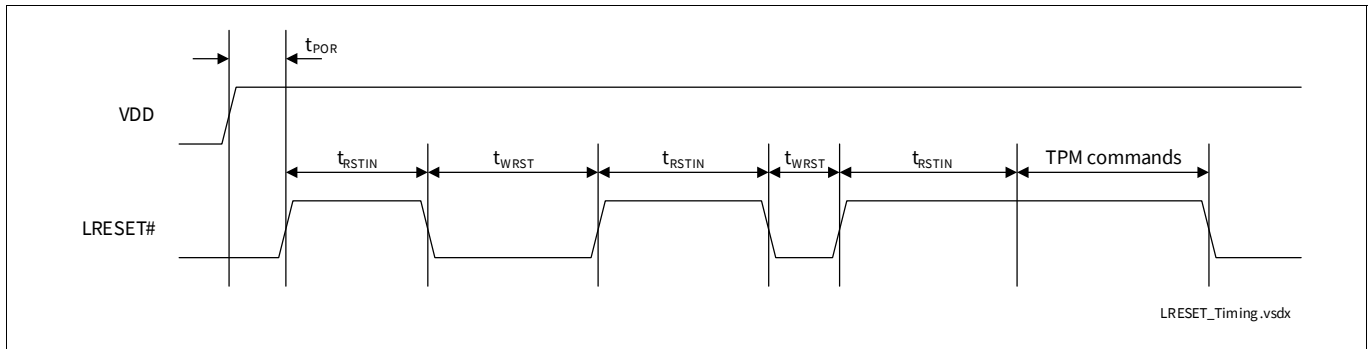 tPOR
VDD
tRSTIN tWRST tRSTIN tWRST tRSTIN TPM commands
LRESET#
LRESET_Timing.vsdx